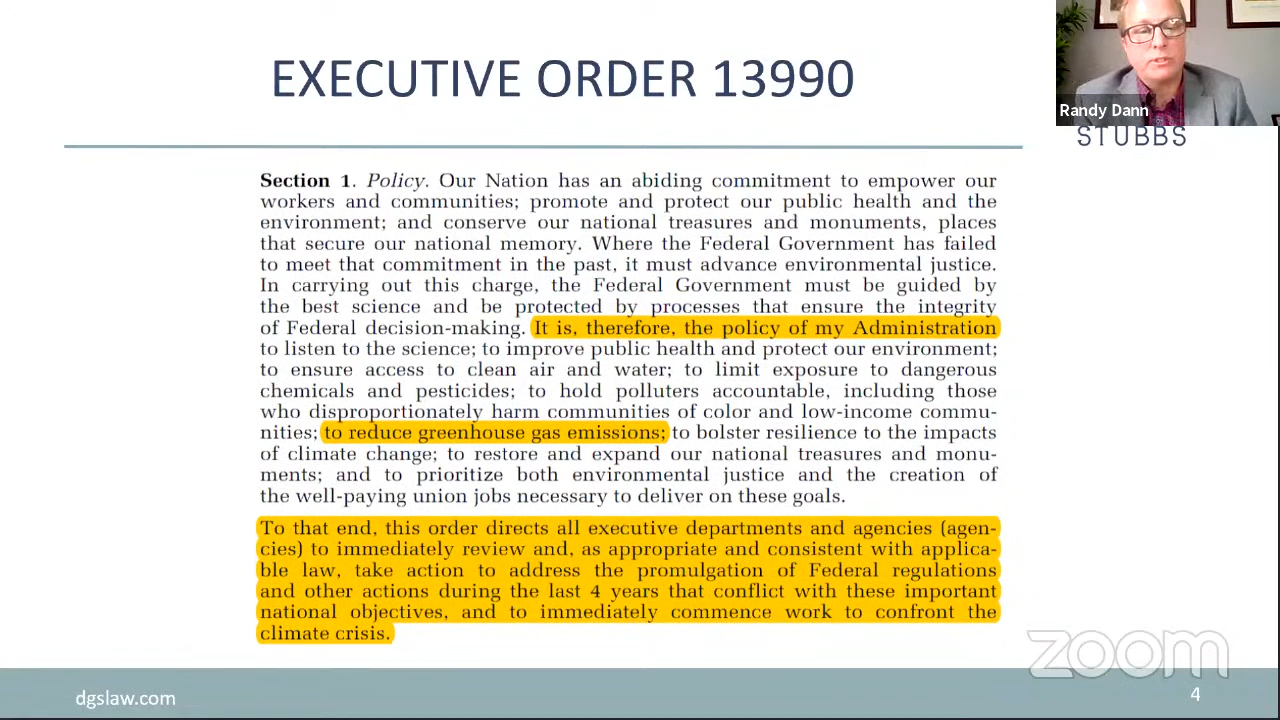 EXECUTIVE ORDER 13990
Randy Dann
STUBBS
Section 1. Policy. Our Nation has an abiding commitment to empower our
workers and communities; promote and protect our public health and the
environment; and conserve our national treasures and monuments, places
that secure our national memory. Where the Federal Government has failed
to meet that commitment in the past, it must advance environmental justice.
In carrying out this charge, the Federal Government must be guided by
the best science and be protected by processes that ensure the integrity
of Federal decision-making. It is, therefore, the policy of my Administration
to listen to the science; to improve public health and protect our environment;
to ensure access to clean air and water; to limit exposure to dangerous
chemicals and pesticides; to hold polluters accountable, including those
who disproportionately harm communities of color and low-income commu-
nities; to reduce greenhouse gas emissions; to bolster resilience to the impacts
of climate change; to restore and expand our national treasures and monu-
ments; and to prioritize both environmental justice and the creation of
the well-paying union jobs necessary to deliver on these goals.
To that end, this order directs all executive departments and agencies (agen-
cies) to immediately review and, as appropriate and consistent with applica-
ble law, take action to address the promulgation of Federal regulations
and other actions during the last 4 years that conflict with these important
national objectives, and to immediately commence work to confront the
climate crisis.
zoom
dgslaw.com
4